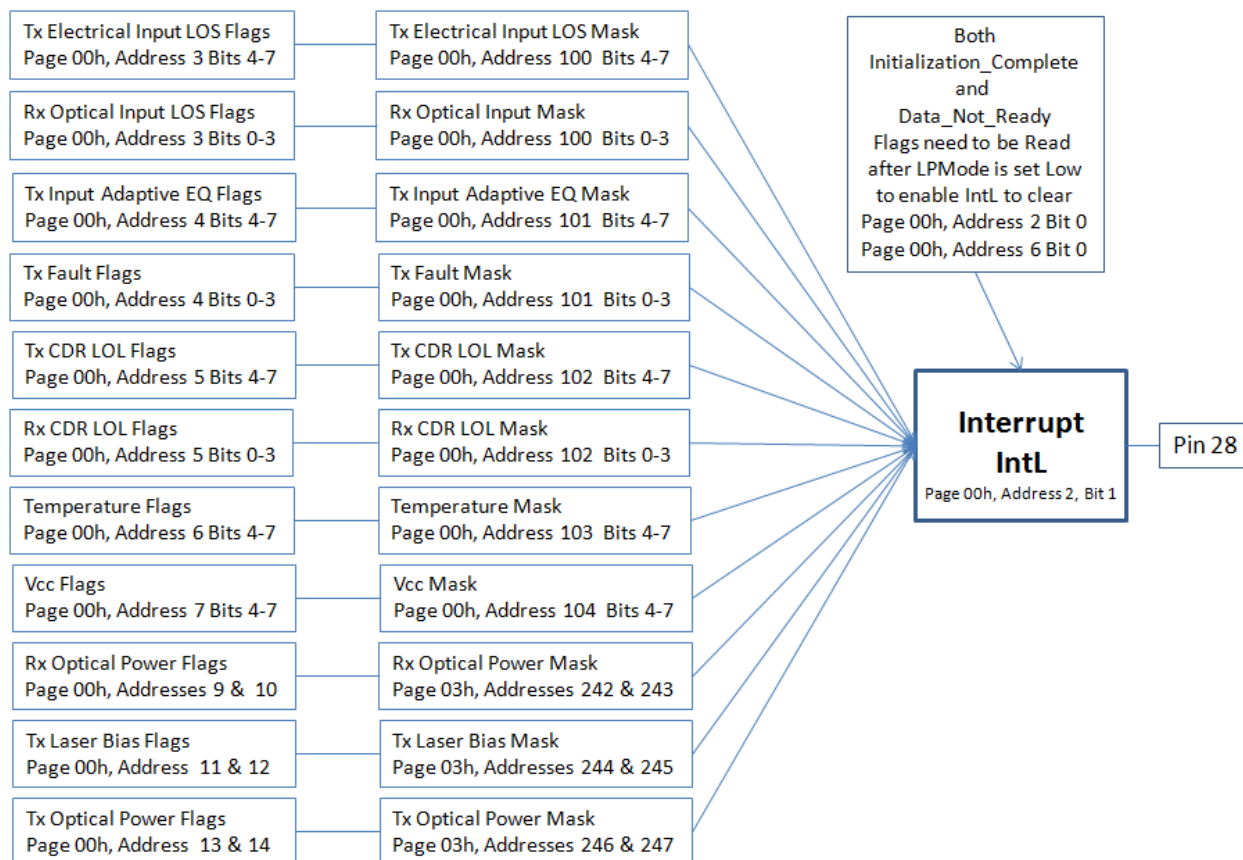 Tx Electrical Input LOS Flags
Page 00h, Address 3 Bits 4-7
Tx Electrical Input LOS Mask
Page 00h, Address 100 Bits 4-7
Rx Optical Input LOS Flags
Page 00h, Address 3 Bits 0-3
Rx Optical Input Mask
Page 00h, Address 100 Bits 0-3
Tx Input Adaptive EQ Flags
Page 00h, Address 4 Bits 4-7
Tx Input Adaptive EQ Mask
Page 00h, Address 101 Bits 4-7
Tx Fault Flags
Page 00h, Address 4 Bits 0-3
Tx Fault Mask
Page 00h, Address 101 Bits 0-3
Tx CDR LOL Flags
Page 00h, Address 5 Bits 4-7
Tx CDR LOL Mask
Page 00h, Address 102 Bits 4-7
Rx CDR LOL Flags
Page 00h, Address 5 Bits 0-3
Rx CDR LOL Mask
Page 00h, Address 102 Bits 0-3
Temperature Flags
Page 00h, Address 6 Bits 4-7
Temperature Mask
Page 00h, Address 103 Bits 4-7
Vcc Flags
Page 00h, Address 7 Bits 4-7
Vcc Mask
Page 00h, Address 104 Bits 4-7
Rx Optical Power Flags
Page 00h, Addresses 9 & 10
Rx Optical Power Mask
Page 03h, Addresses 242 & 243
Tx Laser Bias Flags
Page 00h, Address 11 & 12
Tx Laser Bias Mask
Page 03h, Addresses 244 & 245
Tx Optical Power Flags
Page 00h, Address 13 & 14
Tx Optical Power Mask
Page 03h, Addresses 246 & 247
Both
Initialization_Complete
and
Data_Not_Ready
Flags need to be Read
after LPMode is set Low
to enable IntL to clear
Page 00h, Address 2 Bit 0
Page 00h, Address 6 Bit 0
Interrupt
IntL
Page 00h, Address 2, Bit 1
Pin 28